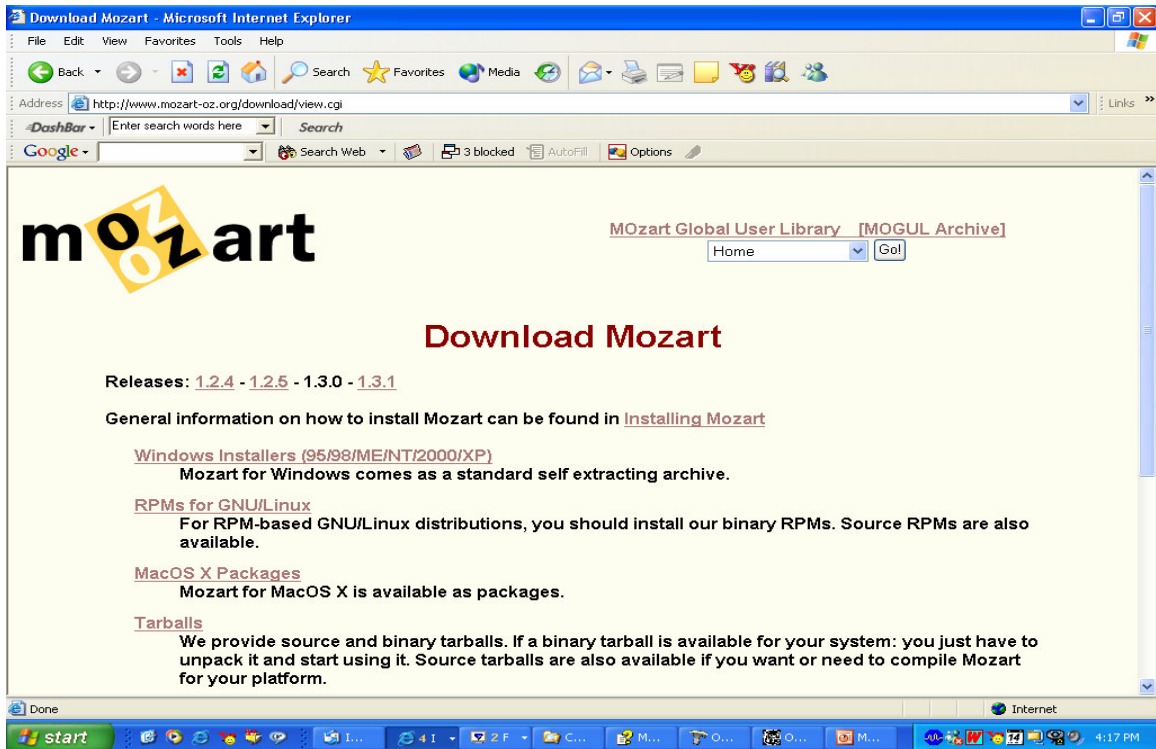 Download Mozart - Microsoft Internet Explorer
File Edit View Favorites Tools Help
Back Search Favorites Media
Address http://www.mozart-oz.org/download/view.cgi Links »
DashBar Enter search words here Search
Google Search Web 3 blocked AutoFill Options
mozart
MOzart Global User Library [MOGUL Archive]
Home Go!
Download Mozart
Releases: 1.2.4 - 1.2.5 - 1.3.0 - 1.3.1
General information on how to install Mozart can be found in Installing Mozart
Windows Installers (95/98/ME/NT/2000/XP)
Mozart for Windows comes as a standard self extracting archive.
RPMs for GNU/Linux
For RPM-based GNU/Linux distributions, you should install our binary RPMs. Source RPMs are also
available.
MacOS X Packages
Mozart for MacOS X is available as packages.
Tarballs
We provide source and binary tarballs. If a binary tarball is available for your system: you just have to
unpack it and start using it. Source tarballs are also available if you want or need to compile Mozart
for your platform.
Done Internet
start I... 4 I 2 F C... M... O... O... M... 4:17 PM